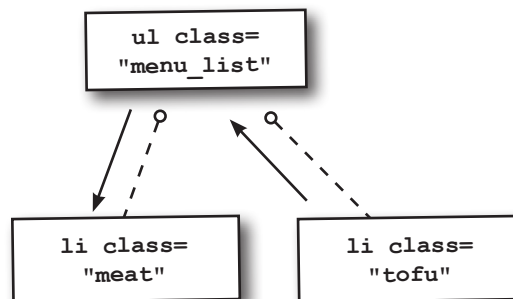 ul class=
"menu_list"
li class=
"meat"
li class=
"tofu"